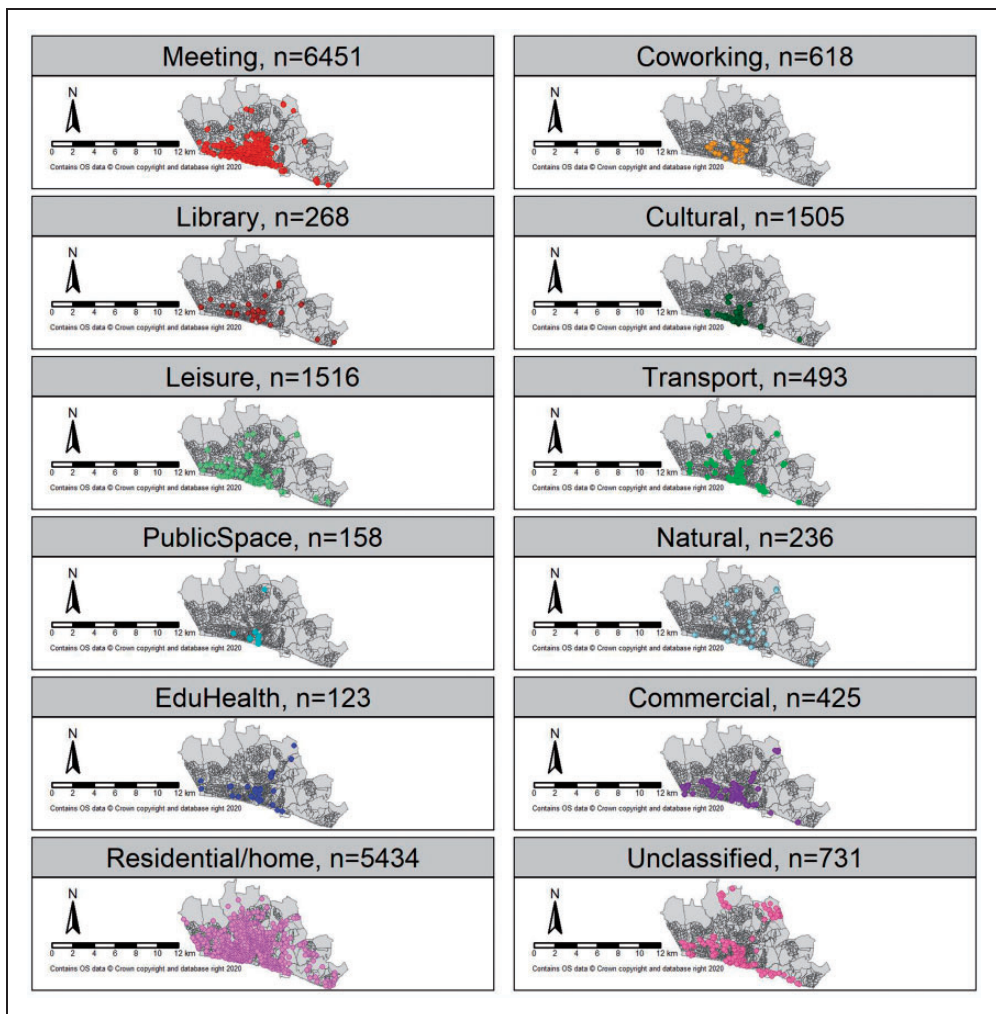 Meeting, n=6451
N
0 2 4 6 8 10 12 km
Contains OS data © Crown copyright and database right 2020
Coworking, n=618
N
0 2 4 6 8 10 12 km
Contains OS data © Crown copyright and database right 2020
Library, n=268
N
0 2 4 6 8 10 12 km
Contains OS data © Crown copyright and database right 2020
Cultural, n=1505
N
0 2 4 6 8 10 12 km
Contains OS data © Crown copyright and database right 2020
Leisure, n=1516
N
0 2 4 6 8 10 12 km
Contains OS data © Crown copyright and database right 2020
Transport, n=493
N
0 2 4 6 8 10 12 km
Contains OS data © Crown copyright and database right 2020
PublicSpace, n=158
N
0 2 4 6 8 10 12 km
Contains OS data © Crown copyright and database right 2020
Natural, n=236
N
0 2 4 6 8 10 12 km
Contains OS data © Crown copyright and database right 2020
EduHealth, n=123
N
0 2 4 6 8 10 12 km
Contains OS data © Crown copyright and database right 2020
Commercial, n=425
N
0 2 4 6 8 10 12 km
Contains OS data © Crown copyright and database right 2020
Residential/home, n=5434
N
0 2 4 6 8 10 12 km
Contains OS data © Crown copyright and database right 2020
Unclassified, n=731
N
0 2 4 6 8 10 12 km
Contains OS data © Crown copyright and database right 2020